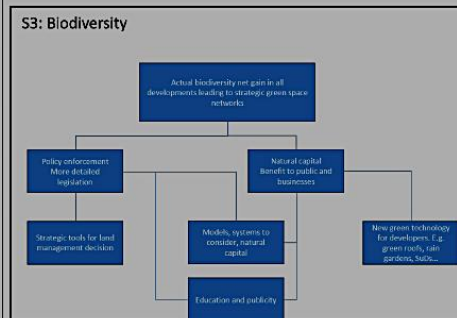 S3: Biodiversity
Actual biodiversity net gain in all
developments leading to strategic green space
networks
Policy enforcement
More detailed
legislation
Natural capital
Benefit to public and
businesses
Strategic tools for land
management decision
Models, systems to
consider, natural
capital
New green technology
for developers. E.g.
green roofs, rain
gardens, SuDs...
Education and publicity